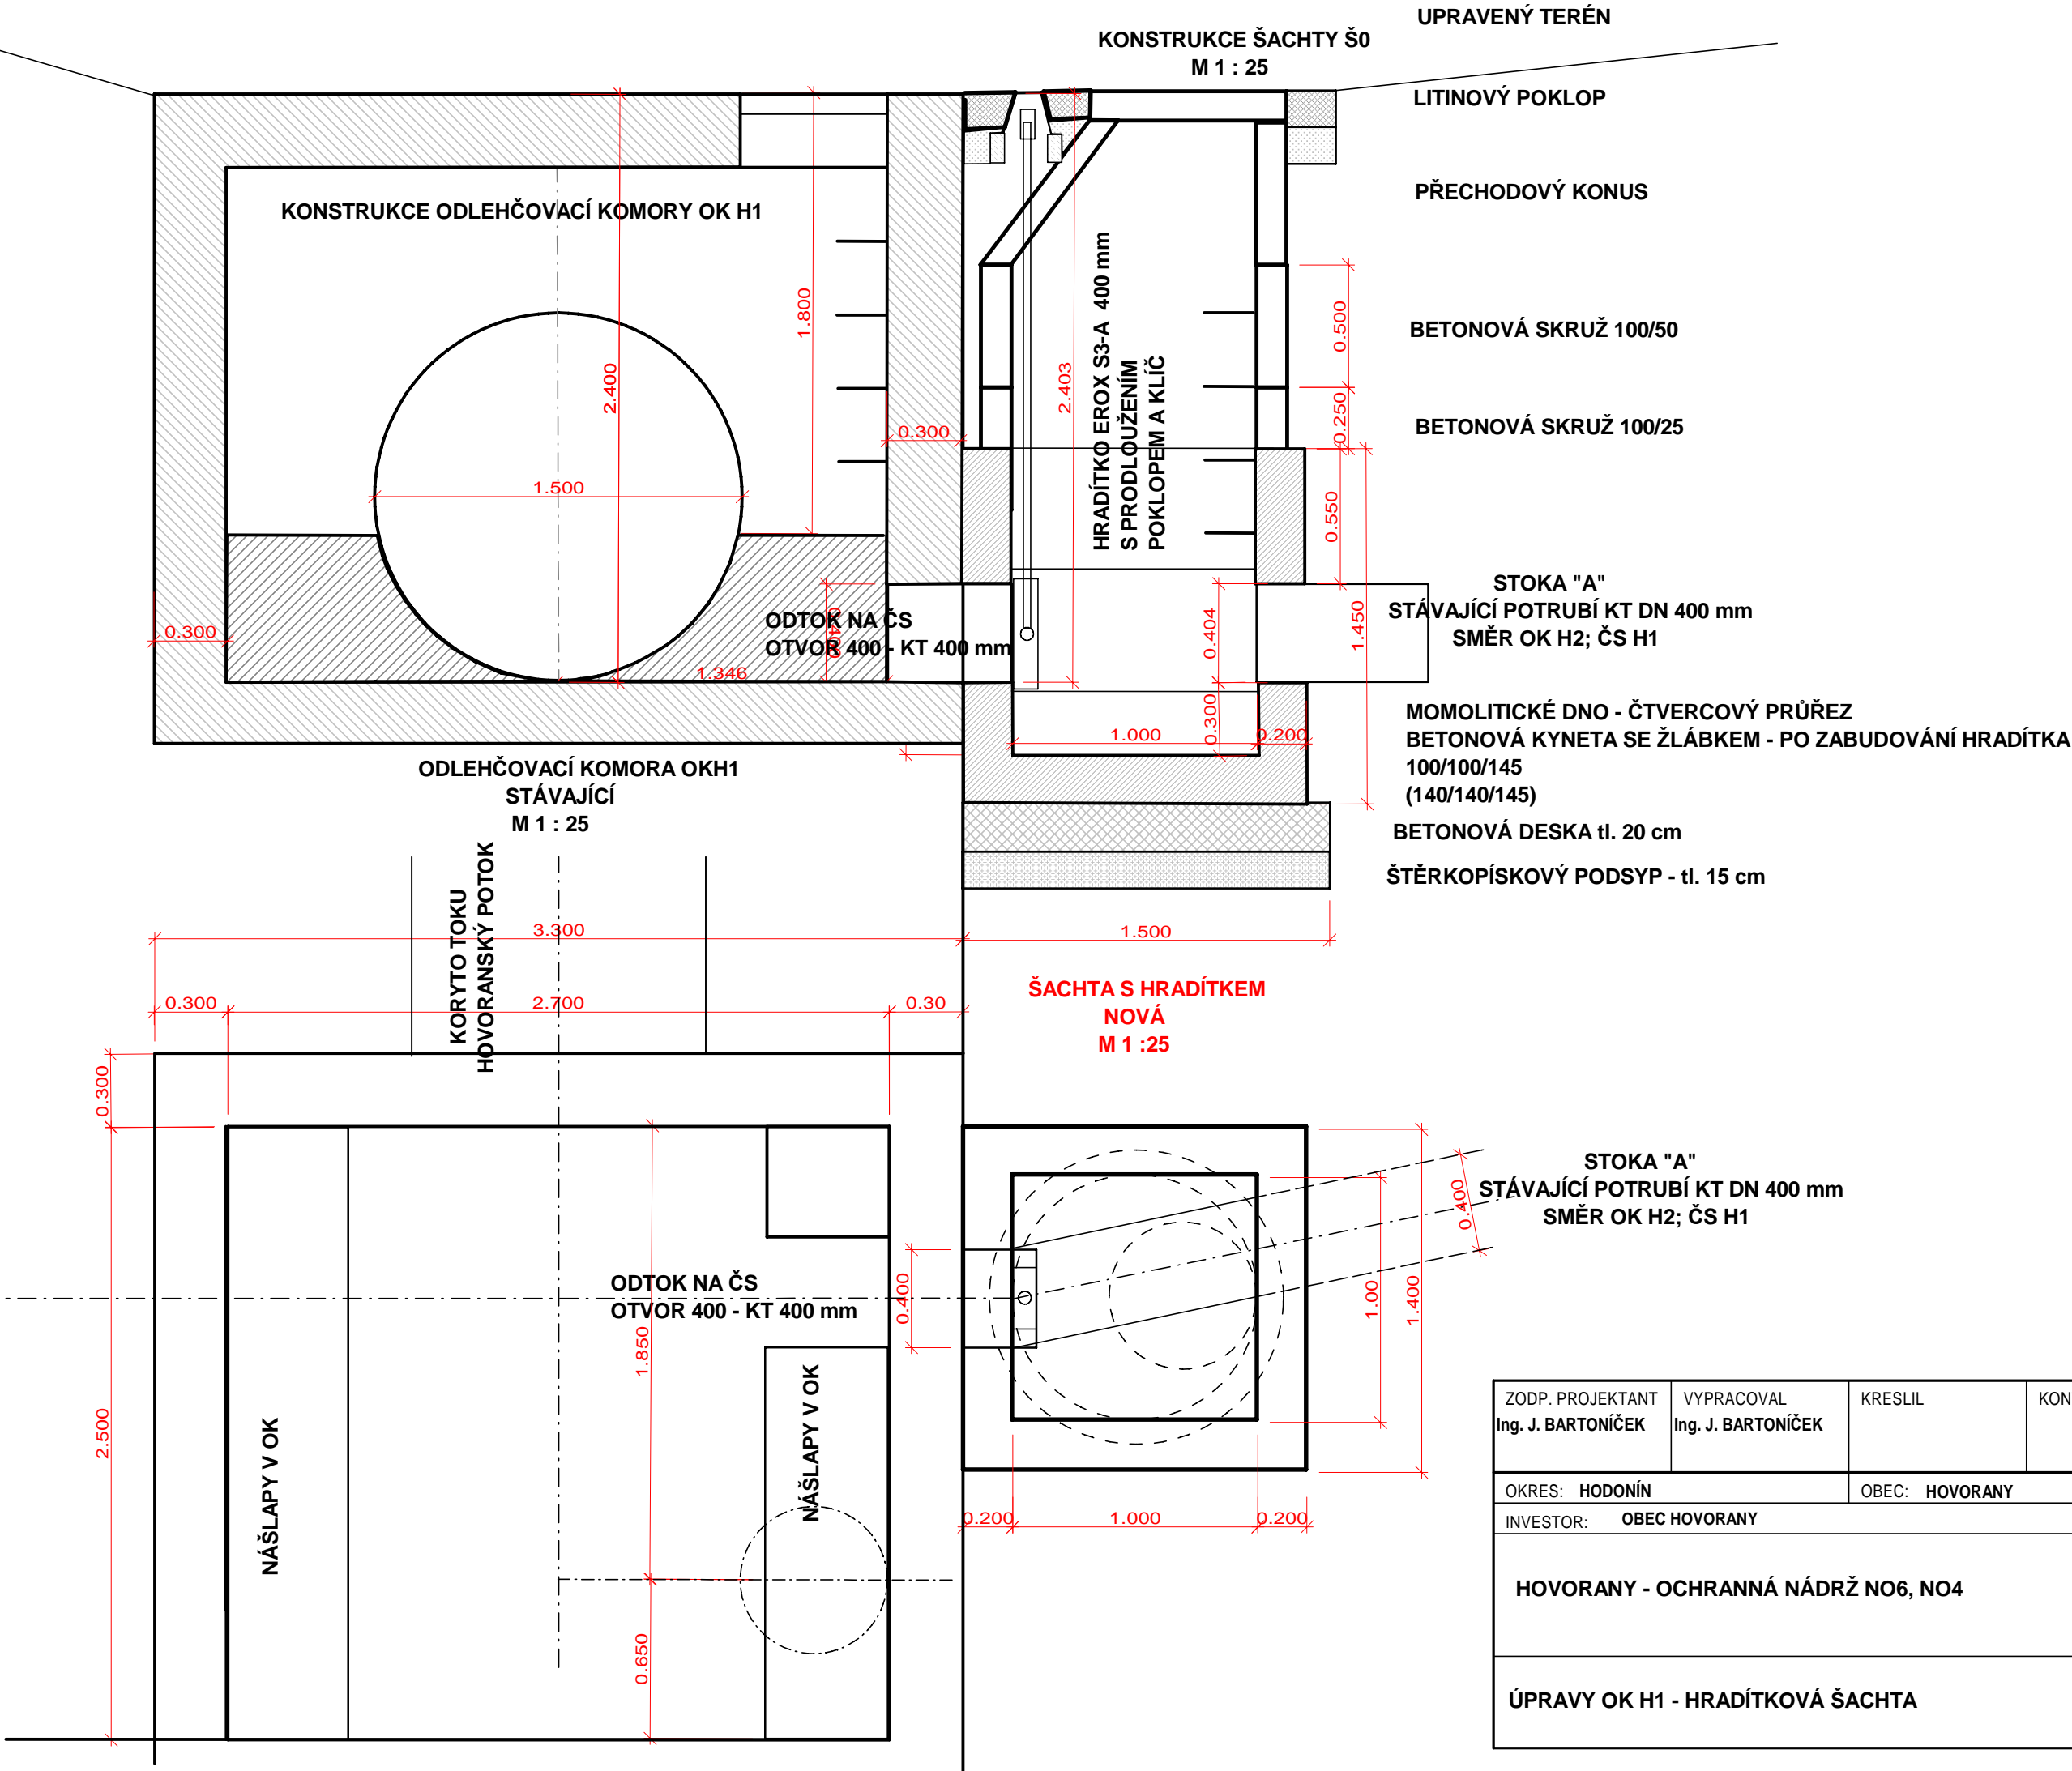 UPRAVENÝ TERÉN
KONSTRUKCE ŠACHTY Š0
M 1 : 25
LITINOVÝ POKLOP
PŘECHODOVÝ KONUS
KONSTRUKCE ODLEHČOVACÍ KOMORY OK H1
1.800
2.400
2.403
HRADÍTKO EROX S3-A 400 mm
S PRODLOUŽENÍM
POKLOPEM A KLÍČ
0.500
BETONOVÁ SKRUŽ 100/50
0.250
BETONOVÁ SKRUŽ 100/25
0.300
1.500
0.550
STOKA "A"
STÁVAJÍCÍ POTRUBÍ KT DN 400 mm
SMĚR OK H2; ČS H1
0.300
ODTOK NA ČS
OTVOR 400 - KT 400 mm
0.400
0.404
1.450
1.346
0.300
1.000
0.200
MOMOLITICKÉ DNO - ČTVERCOVÝ PRŮŘEZ
BETONOVÁ KYNETA SE ŽLÁBKEM - PO ZABUDOVÁNÍ HRADÍTKA
100/100/145
(140/140/145)
ODLEHČOVACÍ KOMORA OKH1
STÁVAJÍCÍ
M 1 : 25
BETONOVÁ DESKA tl. 20 cm
ŠTĚRKOPÍSKOVÝ PODSYP - tl. 15 cm
KORYTO TOKU
HOVORANSKÝ POTOK
3.300
1.500
0.300
2.700
0.30
ŠACHTA S HRADÍTKEM
NOVÁ
M 1 :25
0.300
STOKA "A"
STÁVAJÍCÍ POTRUBÍ KT DN 400 mm
SMĚR OK H2; ČS H1
0.400
ODTOK NA ČS
OTVOR 400 - KT 400 mm
0.400
1.00
1.400
1.850
2.500
NÁŠLAPY V OK
NÁŠLAPY V OK
0.200
1.000
0.200
0.650
ZODP. PROJEKTANT
VYPRACOVAL
KRESLIL
KON
Ing. J. BARTONÍČEK
Ing. J. BARTONÍČEK
OKRES: HODONÍN
OBEC: HOVORANY
INVESTOR: OBEC HOVORANY
HOVORANY - OCHRANNÁ NÁDRŽ NO6, NO4
ÚPRAVY OK H1 - HRADÍTKOVÁ ŠACHTA